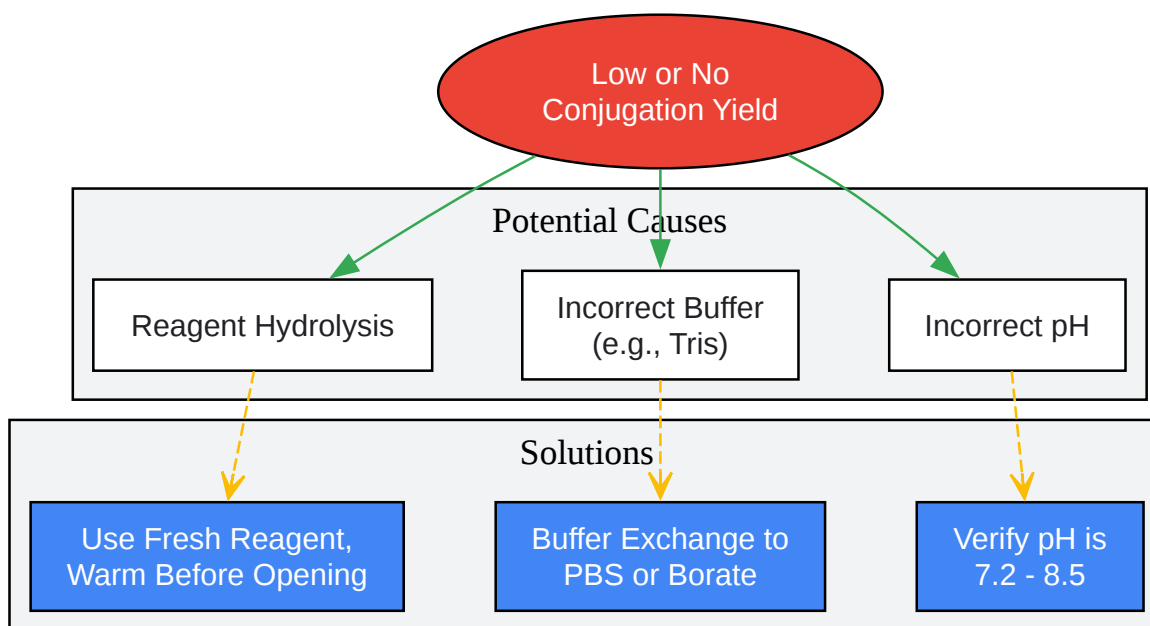 Low or No
Conjugation Yield
Potential Causes
Reagent Hydrolysis
Incorrect Buffer
(e.g., Tris)
Incorrect pH
Solutions
Use Fresh Reagent,
Warm Before Opening
Buffer Exchange to
PBS or Borate
Verify pH is
7.2 - 8.5